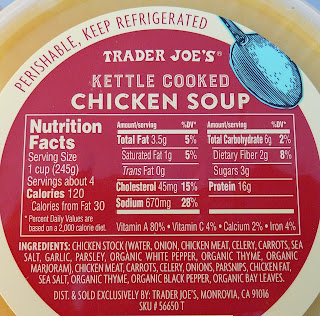 PERISHABLE, KEEP REFRIGERATED
TRADER JOE'S®
KETTLE COOKED
CHICKEN SOUP
Nutrition
Facts
Serving Size
1 cup (245g)
Servings about 4
Calories 120
Calories from Fat 30
* Percent Daily Values are
based on a 2,000 calorie diet.
Amount/serving %DV*
Total Fat 3.5g 5%
Saturated Fat 1g 5%
Trans Fat 0g
Cholesterol 45mg 15%
Sodium 670mg 28%
Amount/serving %DV*
Total Carbohydrate 6g 2%
Dietary Fiber 2g 8%
Sugars 3g
Protein 16g
Vitamin A 80% • Vitamin C 4% • Calcium 2% • Iron 4%
INGREDIENTS: CHICKEN STOCK (WATER, ONION, CHICKEN MEAT, CELERY, CARROTS, SEA
SALT, GARLIC, PARSLEY, ORGANIC WHITE PEPPER, ORGANIC THYME, ORGANIC
MARJORAM), CHICKEN MEAT, CARROTS, CELERY, ONIONS, PARSNIPS, CHICKEN FAT,
SEA SALT, ORGANIC THYME, ORGANIC BLACK PEPPER, ORGANIC BAY LEAVES.
DIST. & SOLD EXCLUSIVELY BY: TRADER JOE'S, MONROVIA, CA 91016
SKU # 56650 T